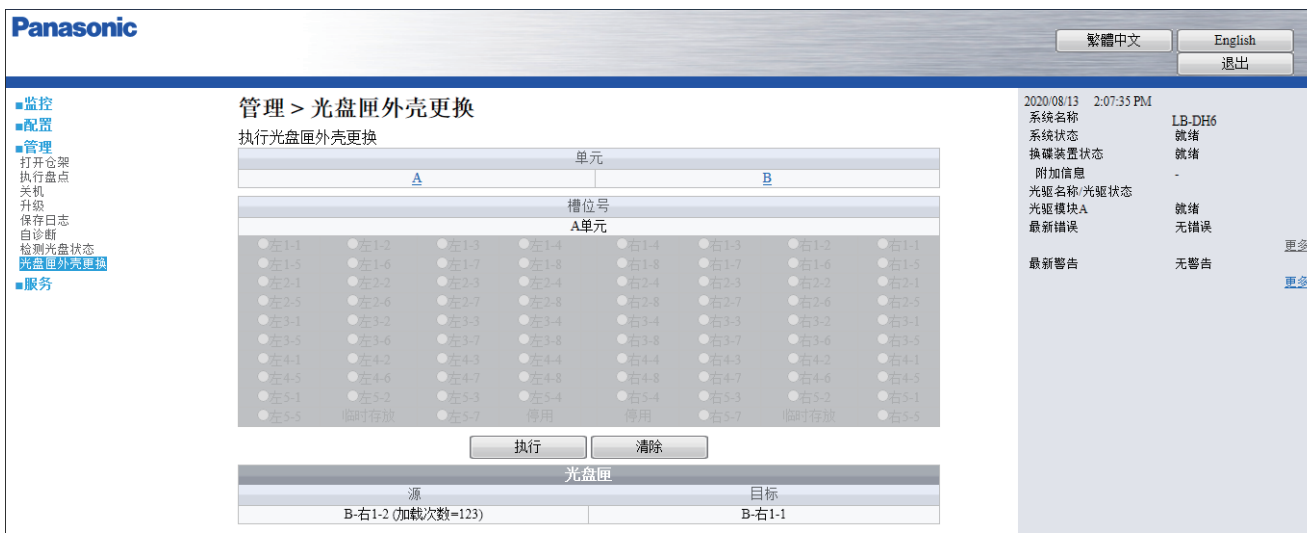 Panasonic
繁體中文 English
退出
■监控
■配置
■管理
打开仓架
执行盘点
关机
升级
保存日志
自诊断
检测光盘状态
光盘匣外壳更换
■服务
管理 > 光盘匣外壳更换
执行光盘匣外壳更换
单元
A B
槽位号
A单元
左1-1 左1-2 左1-3 左1-4 右1-4 右1-3 右1-2 右1-1
左1-5 左1-6 左1-7 左1-8 右1-8 右1-7 右1-6 右1-5
左2-1 左2-2 左2-3 左2-4 右2-4 右2-3 右2-2 右2-1
左2-5 左2-6 左2-7 左2-8 右2-8 右2-7 右2-6 右2-5
左3-1 左3-2 左3-3 左3-4 右3-4 右3-3 右3-2 右3-1
左3-5 左3-6 左3-7 左3-8 右3-8 右3-7 右3-6 右3-5
左4-1 左4-2 左4-3 左4-4 右4-4 右4-3 右4-2 右4-1
左4-5 左4-6 左4-7 左4-8 右4-8 右4-7 右4-6 右4-5
左5-1 左5-2 左5-3 左5-4 右5-4 右5-3 右5-2 右5-1
左5-5 临时存放 左5-7 停用 停用 右5-7 临时存放 右5-5
执行 清除
光盘匣
源 目标
B-右1-2 (加载次数=123) B-右1-1
2020/08/13 2:07:35 PM
系统名称 LB-DH6
系统状态 就绪
换碟装置状态 就绪
附加信息 -
光驱名称/光驱状态
光驱模块A 就绪
最新错误 无错误
更多
最新警告 无警告
更多